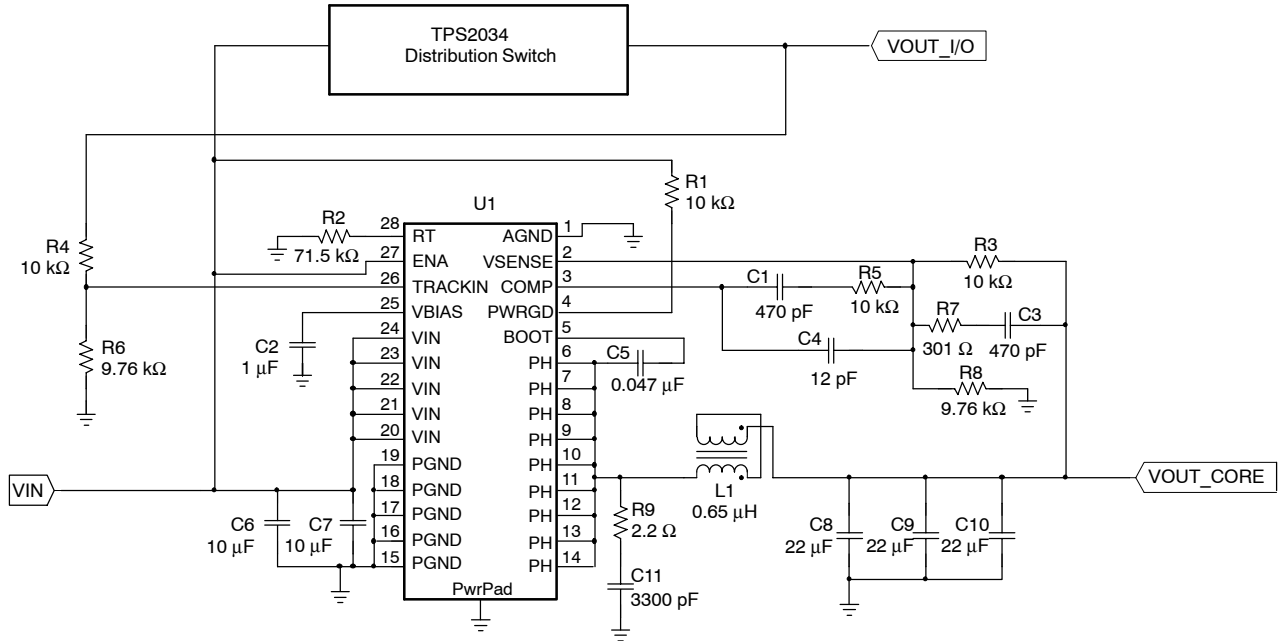 TPS2034
Distribution Switch
VOUT_I/O
R1
10 kΩ
U1
R4
10 kΩ
R2
71.5 kΩ
28
RT
AGND
1
27
ENA
VSENSE
2
26
TRACKIN
COMP
3
25
VBIAS
PWRGD
4
24
VIN
BOOT
5
23
VIN
PH
6
22
VIN
PH
7
21
VIN
PH
8
20
VIN
PH
9
19
PGND
PH
10
18
PGND
PH
11
17
PGND
PH
12
16
PGND
PH
13
15
PGND
PH
14
PwrPad
R3
10 kΩ
C1
470 pF
R5
10 kΩ
R7
301 Ω
C3
470 pF
C4
12 pF
R8
9.76 kΩ
C2
1 μF
R6
9.76 kΩ
C5
0.047 μF
L1
0.65 μH
VIN
VOUT_CORE
C6
10 μF
C7
10 μF
R9
2.2 Ω
C11
3300 pF
C8
22 μF
C9
22 μF
C10
22 μF